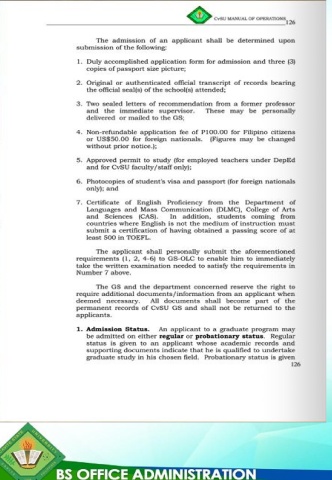 CvSU MANUAL OF OPERATIONS 126
The admission of an applicant shall be determined upon
submission of the following:
1. Duly accomplished application form for admission and three (3)
copies of passport size picture;
2. Original or authenticated official transcript of records bearing
the official seal(s) of the school(s) attended;
3. Two sealed letters of recommendation from a former professor
and the immediate supervisor. These may be personally
delivered or mailed to the GS;
4. Non-refundable application fee of P100.00 for Filipino citizens
or US$50.00 for foreign nationals. (Figures may be changed
without prior notice.);
5. Approved permit to study (for employed teachers under DepEd
and for CvSU faculty/staff only);
6. Photocopies of student's visa and passport (for foreign nationals
only); and
7. Certificate of English Proficiency from the Department of
Languages and Mass Communication (DLMC), College of Arts
and Sciences (CAS). In addition, students coming from
countries where English is not the medium of instruction must
submit a certification of having obtained a passing score of at
least 500 in TOEFL.
The applicant shall personally submit the aforementioned
requirements (1, 2, 4-6) to GS-OLC to enable him to immediately
take the written examination needed to satisfy the requirements in
Number 7 above.
The GS and the department concerned reserve the right to
require additional documents/information from an applicant when
deemed necessary. All documents shall become part of the
permanent records of CvSU GS and shall not be returned to the
applicants.
1. Admission Status. An applicant to a graduate program may
be admitted on either regular or probationary status. Regular
status is given to an applicant whose academic records and
supporting documents indicate that he is qualified to undertake
graduate study in his chosen field. Probationary status is given
126
BS OFFICE ADMINISTRATION